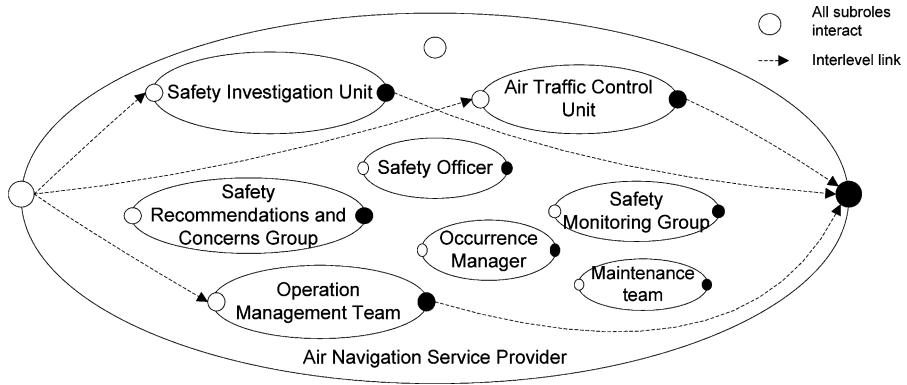 All subroles
interact
Interlevel link
Safety Investigation Unit
Air Traffic Control
Unit
Safety Officer
Safety
Recommendations and
Concerns Group
Safety
Monitoring Group
Occurrence
Manager
Maintenance
team
Operation
Management Team
Air Navigation Service Provider